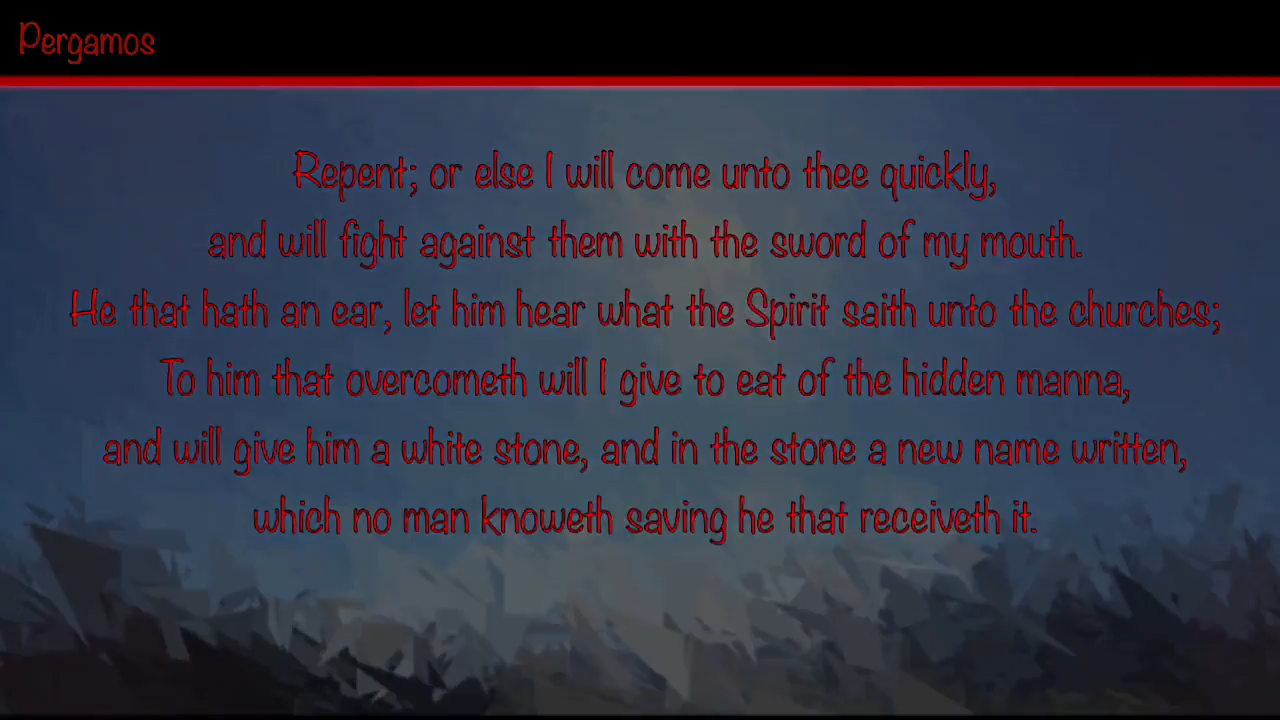 Pergamos
Repent; or else I will come unto thee quickly,
and will fight against them with the sword of my mouth.
He that hath an ear, let him hear what the Spirit saith unto the churches;
To him that overcometh will I give to eat of the hidden manna,
and will give him a white stone, and in the stone a new name written,
which no man knoweth saving he that receiveth it.